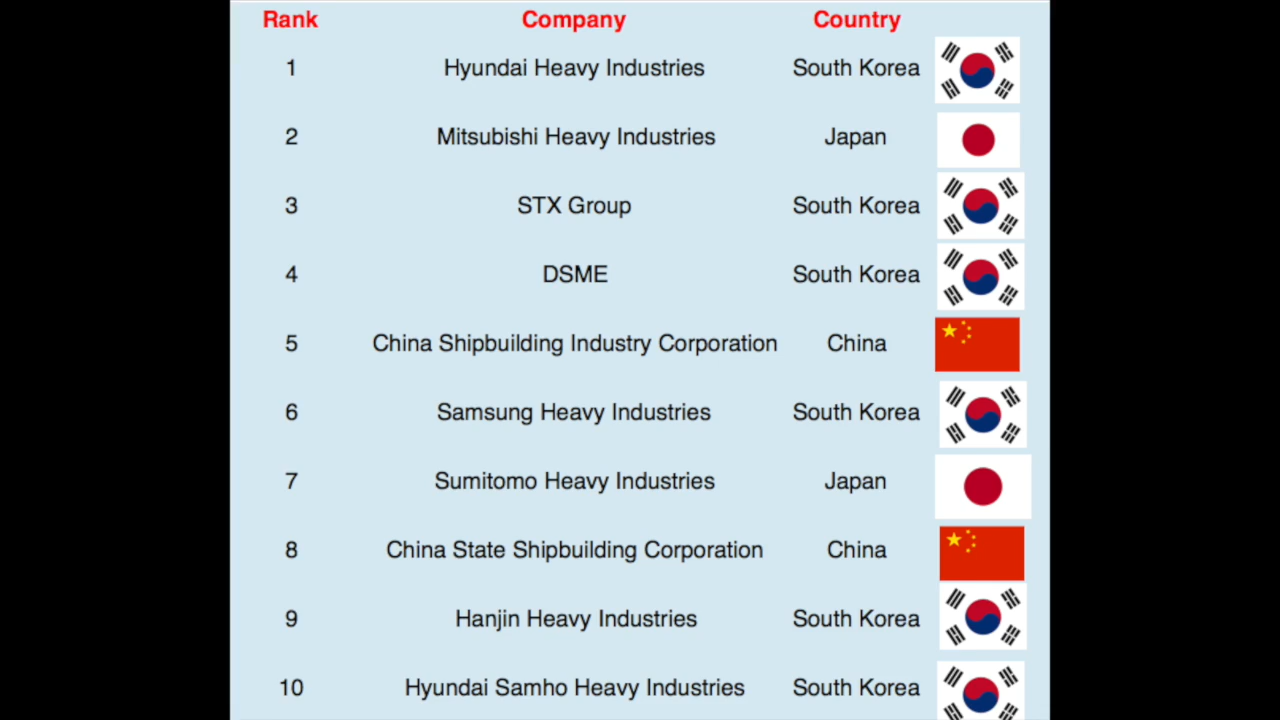 Rank Company Country
1 Hyundai Heavy Industries South Korea
2 Mitsubishi Heavy Industries Japan
3 STX Group South Korea
4 DSME South Korea
5 China Shipbuilding Industry Corporation China
6 Samsung Heavy Industries South Korea
7 Sumitomo Heavy Industries Japan
8 China State Shipbuilding Corporation China
9 Hanjin Heavy Industries South Korea
10 Hyundai Samho Heavy Industries South Korea